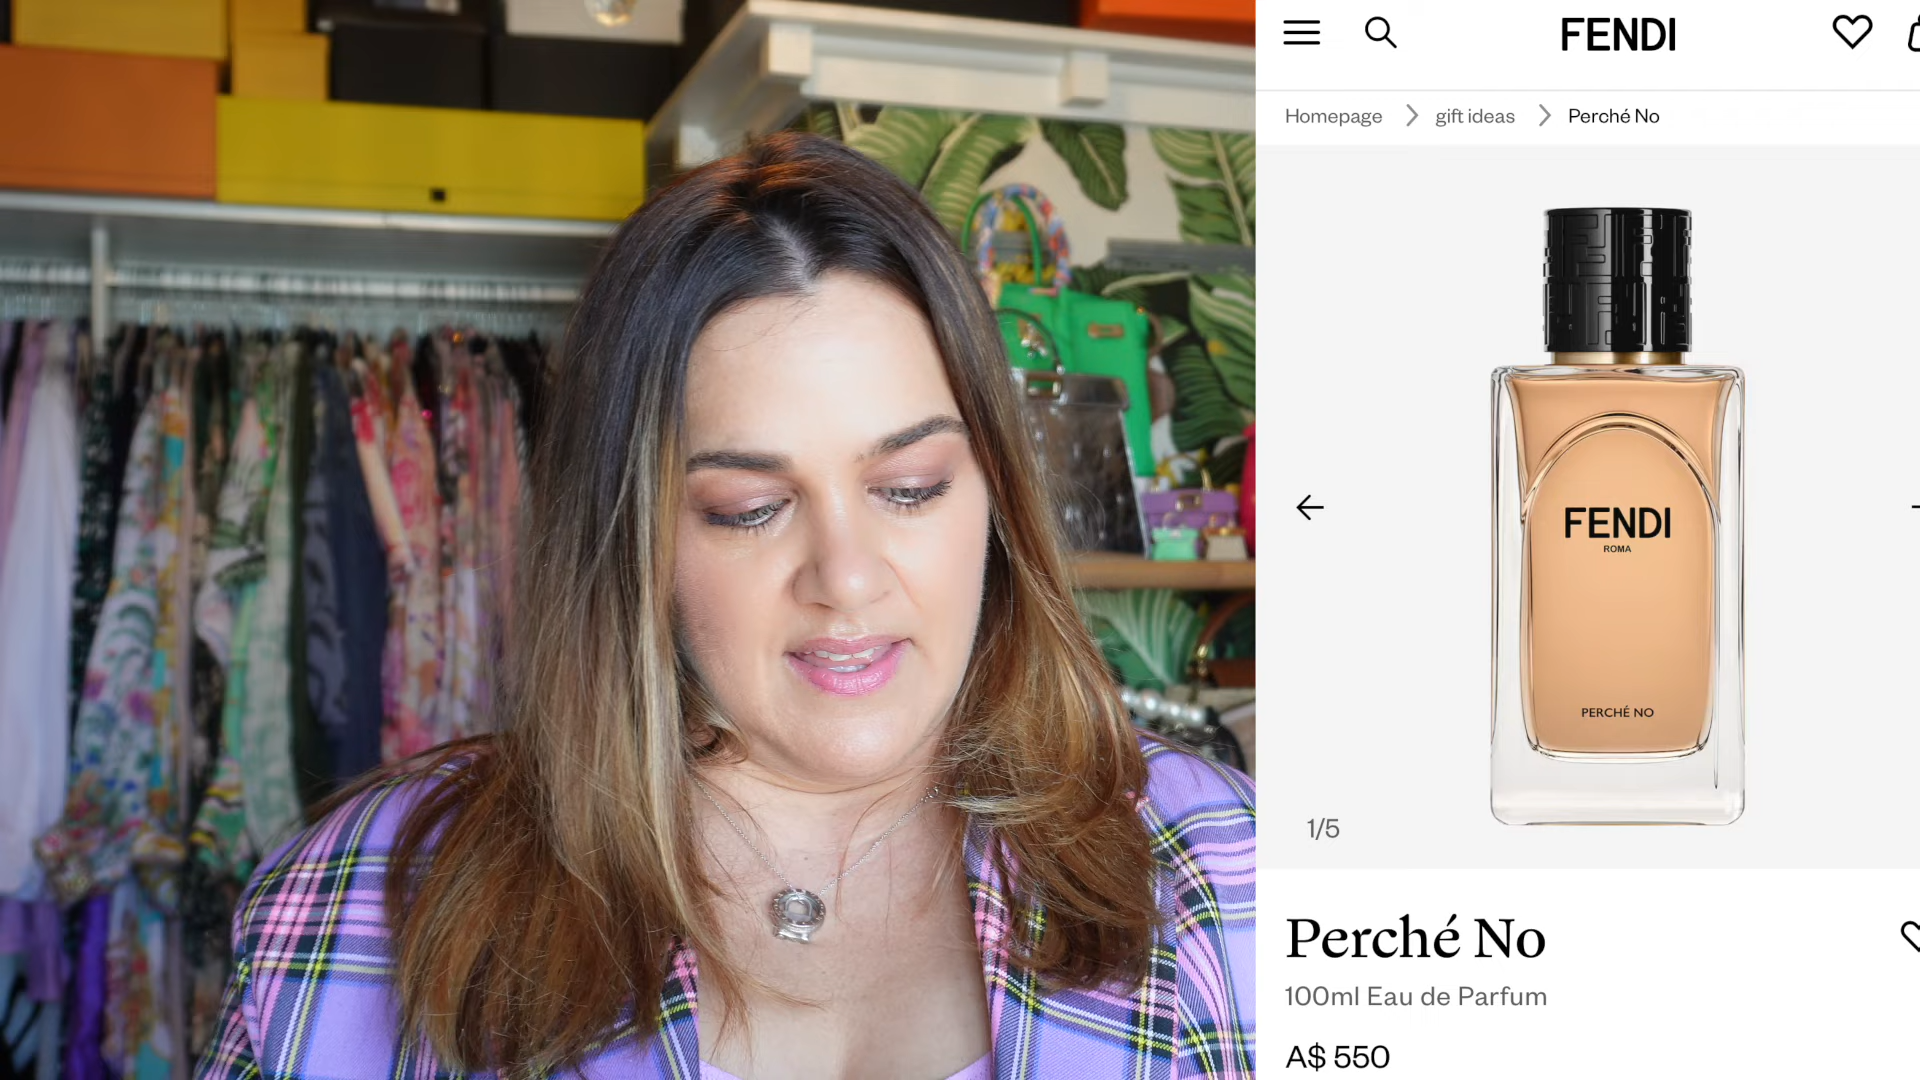 FENDI
Homepage > gift ideas > Perché No
FENDI
ROMA
PERCHÉ NO
1/5
Perché No
100ml Eau de Parfum
A$ 550